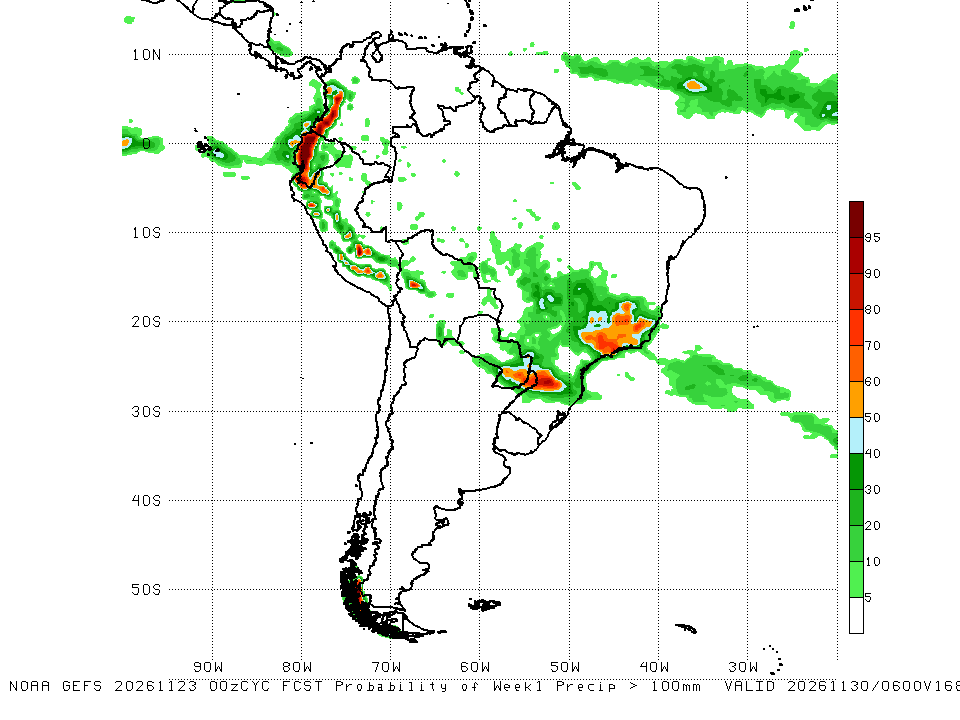 10N
0
10S
20S
30S
40S
50S
90W
80W
70W
60W
50W
40W
30W
95
90
80
70
60
50
40
30
20
10
5
NOAA GEFS 20261123 00zCYC FCST Probability of Week1 Precip > 100mm VALID 20261130/0600V168